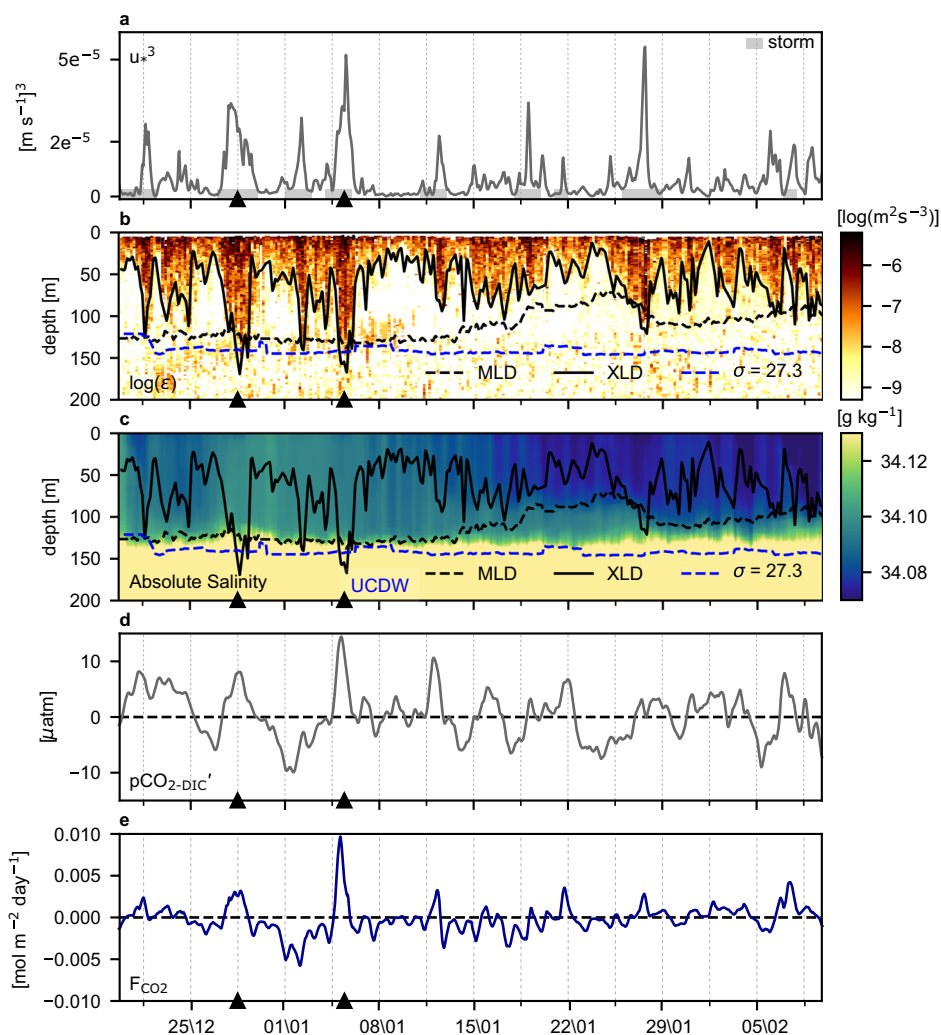 a
u*³
storm
[m s⁻¹]³
5e⁻⁵
2e⁻⁵
0
b
[log(m²s⁻³)]
depth [m]
0
50
100
150
200
log(ε)
MLD
XLD
σ = 27.3
−6
−7
−8
−9
c
[g kg⁻¹]
depth [m]
0
50
100
150
200
Absolute Salinity
UCDW
MLD
XLD
σ = 27.3
34.12
34.10
34.08
d
[μatm]
10
0
−10
pCO₂-DIC′
e
[mol m⁻² day⁻¹]
0.010
0.005
0.000
−0.005
−0.010
F_CO2
25\12
01\01
08\01
15\01
22\01
29\01
05\02